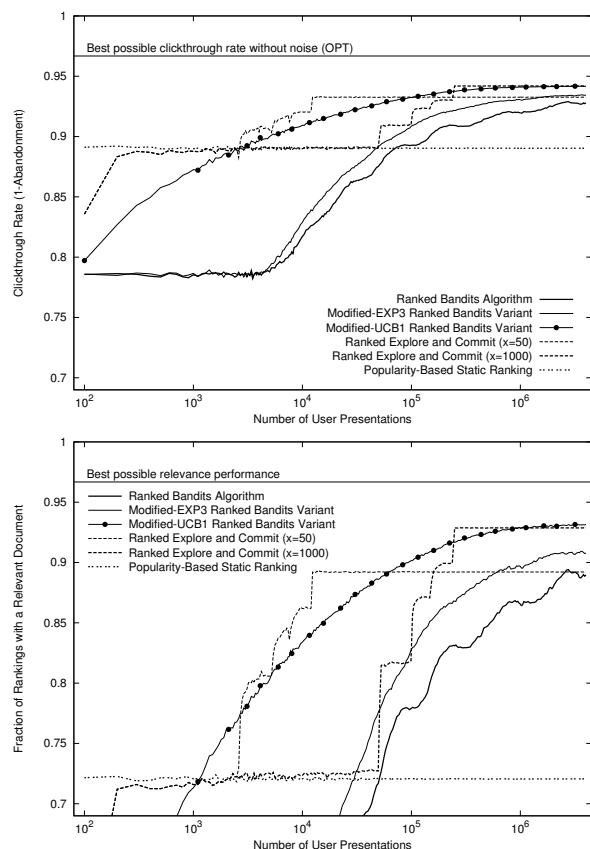 1
0.95
0.9
0.85
0.8
0.75
0.7
Clickthrough Rate (1-Abandonment)
Best possible clickthrough rate without noise (OPT)
Ranked Bandits Algorithm
Modified-EXP3 Ranked Bandits Variant
Modified-UCB1 Ranked Bandits Variant
Ranked Explore and Commit (x=50)
Ranked Explore and Commit (x=1000)
Popularity-Based Static Ranking
10² 10³ 10⁴ 10⁵ 10⁶
Number of User Presentations
1
0.95
0.9
0.85
0.8
0.75
0.7
Fraction of Rankings with a Relevant Document
Best possible relevance performance
Ranked Bandits Algorithm
Modified-EXP3 Ranked Bandits Variant
Modified-UCB1 Ranked Bandits Variant
Ranked Explore and Commit (x=50)
Ranked Explore and Commit (x=1000)
Popularity-Based Static Ranking
10² 10³ 10⁴ 10⁵ 10⁶
Number of User Presentations